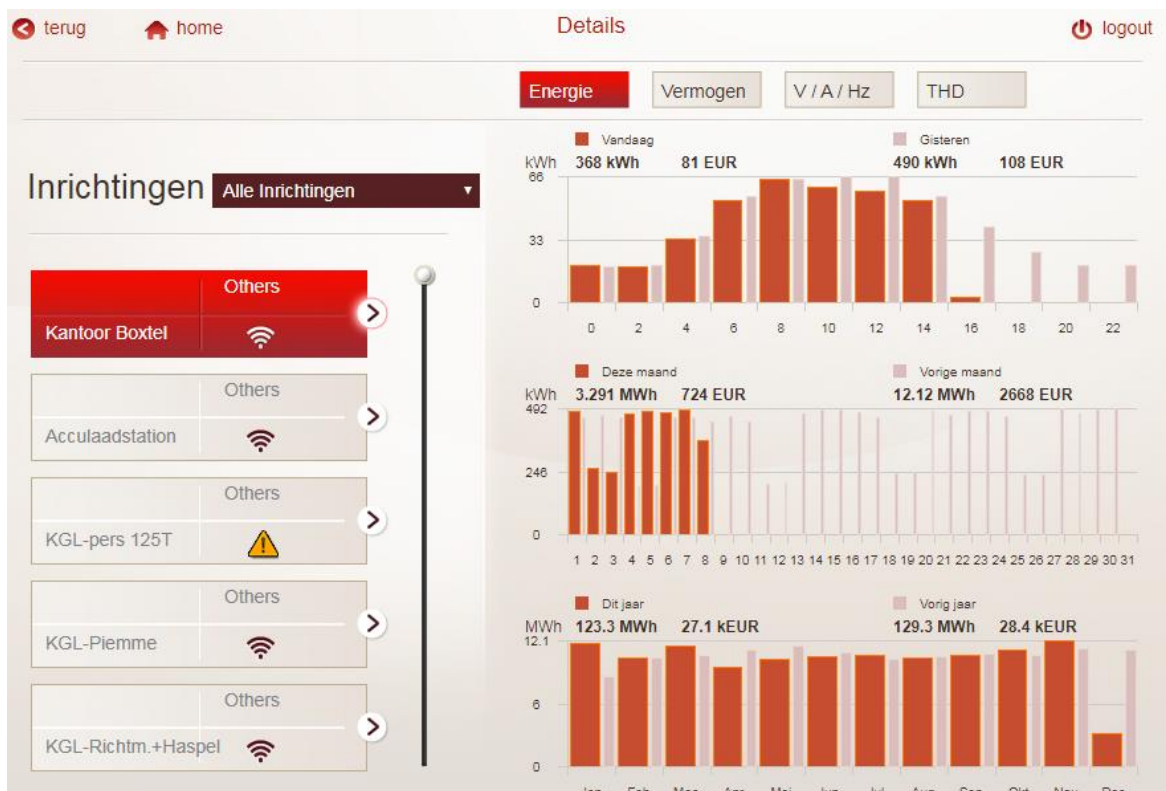 terug home Details logout
Energie Vermogen V / A / Hz THD
Inrichtingen Alle Inrichtingen
Others
Kantoor Boxtel
Others
Acculaadstation
Others
KGL-pers 125T
Others
KGL-Piemme
Others
KGL-Richtm.+Haspel
Vandaag Gisteren
kWh 368 kWh 81 EUR 490 kWh 108 EUR
66
33
0
0 2 4 6 8 10 12 14 16 18 20 22
Deze maand Vorige maand
kWh 3.291 MWh 724 EUR 12.12 MWh 2668 EUR
492
246
0
1 2 3 4 5 6 7 8 9 10 11 12 13 14 15 16 17 18 19 20 21 22 23 24 25 26 27 28 29 30 31
Dit jaar Vorig jaar
MWh 123.3 MWh 27.1 kEUR 129.3 MWh 28.4 kEUR
12.1
6
0